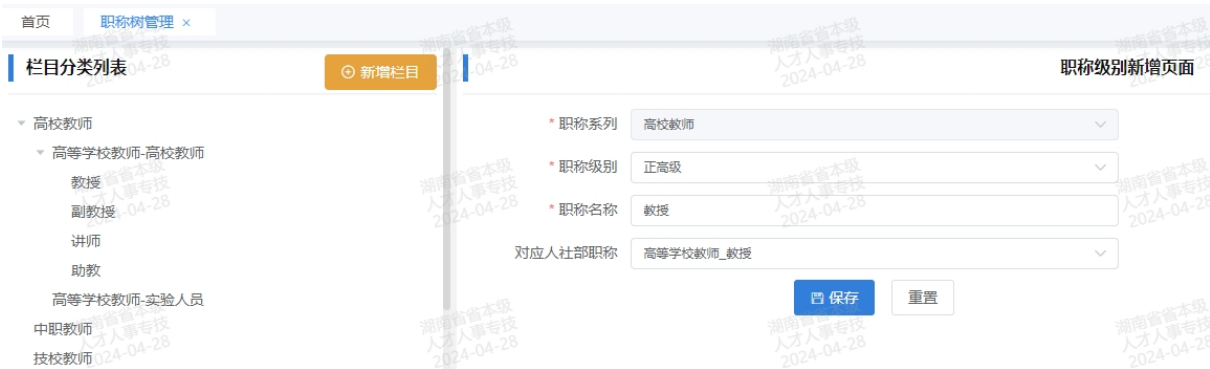 首页
职称树管理 ×
栏目分类列表
新增栏目
职称级别新增页面
高校教师
高等学校教师-高校教师
教授
副教授
讲师
助教
高等学校教师-实验人员
中职教师
技校教师
* 职称系列 高校教师
* 职称级别 正高级
* 职称名称 教授
对应人社部职称 高等学校教师_教授
保存
重置
湖南省省本级
人才人事专技
2024-04-28